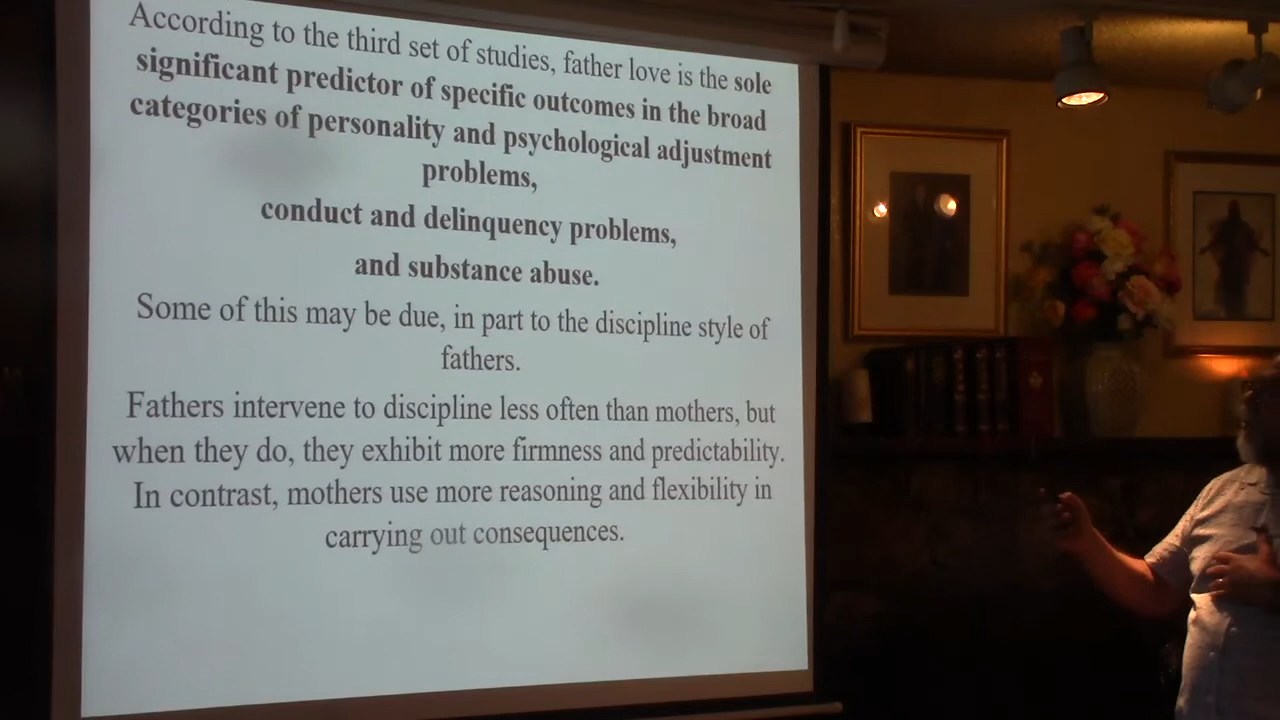 According to the third set of studies, father love is the sole
significant predictor of specific outcomes in the broad
categories of personality and psychological adjustment
problems,
conduct and delinquency problems,
and substance abuse.
Some of this may be due, in part to the discipline style of
fathers.
Fathers intervene to discipline less often than mothers, but
when they do, they exhibit more firmness and predictability.
In contrast, mothers use more reasoning and flexibility in
carrying out consequences.